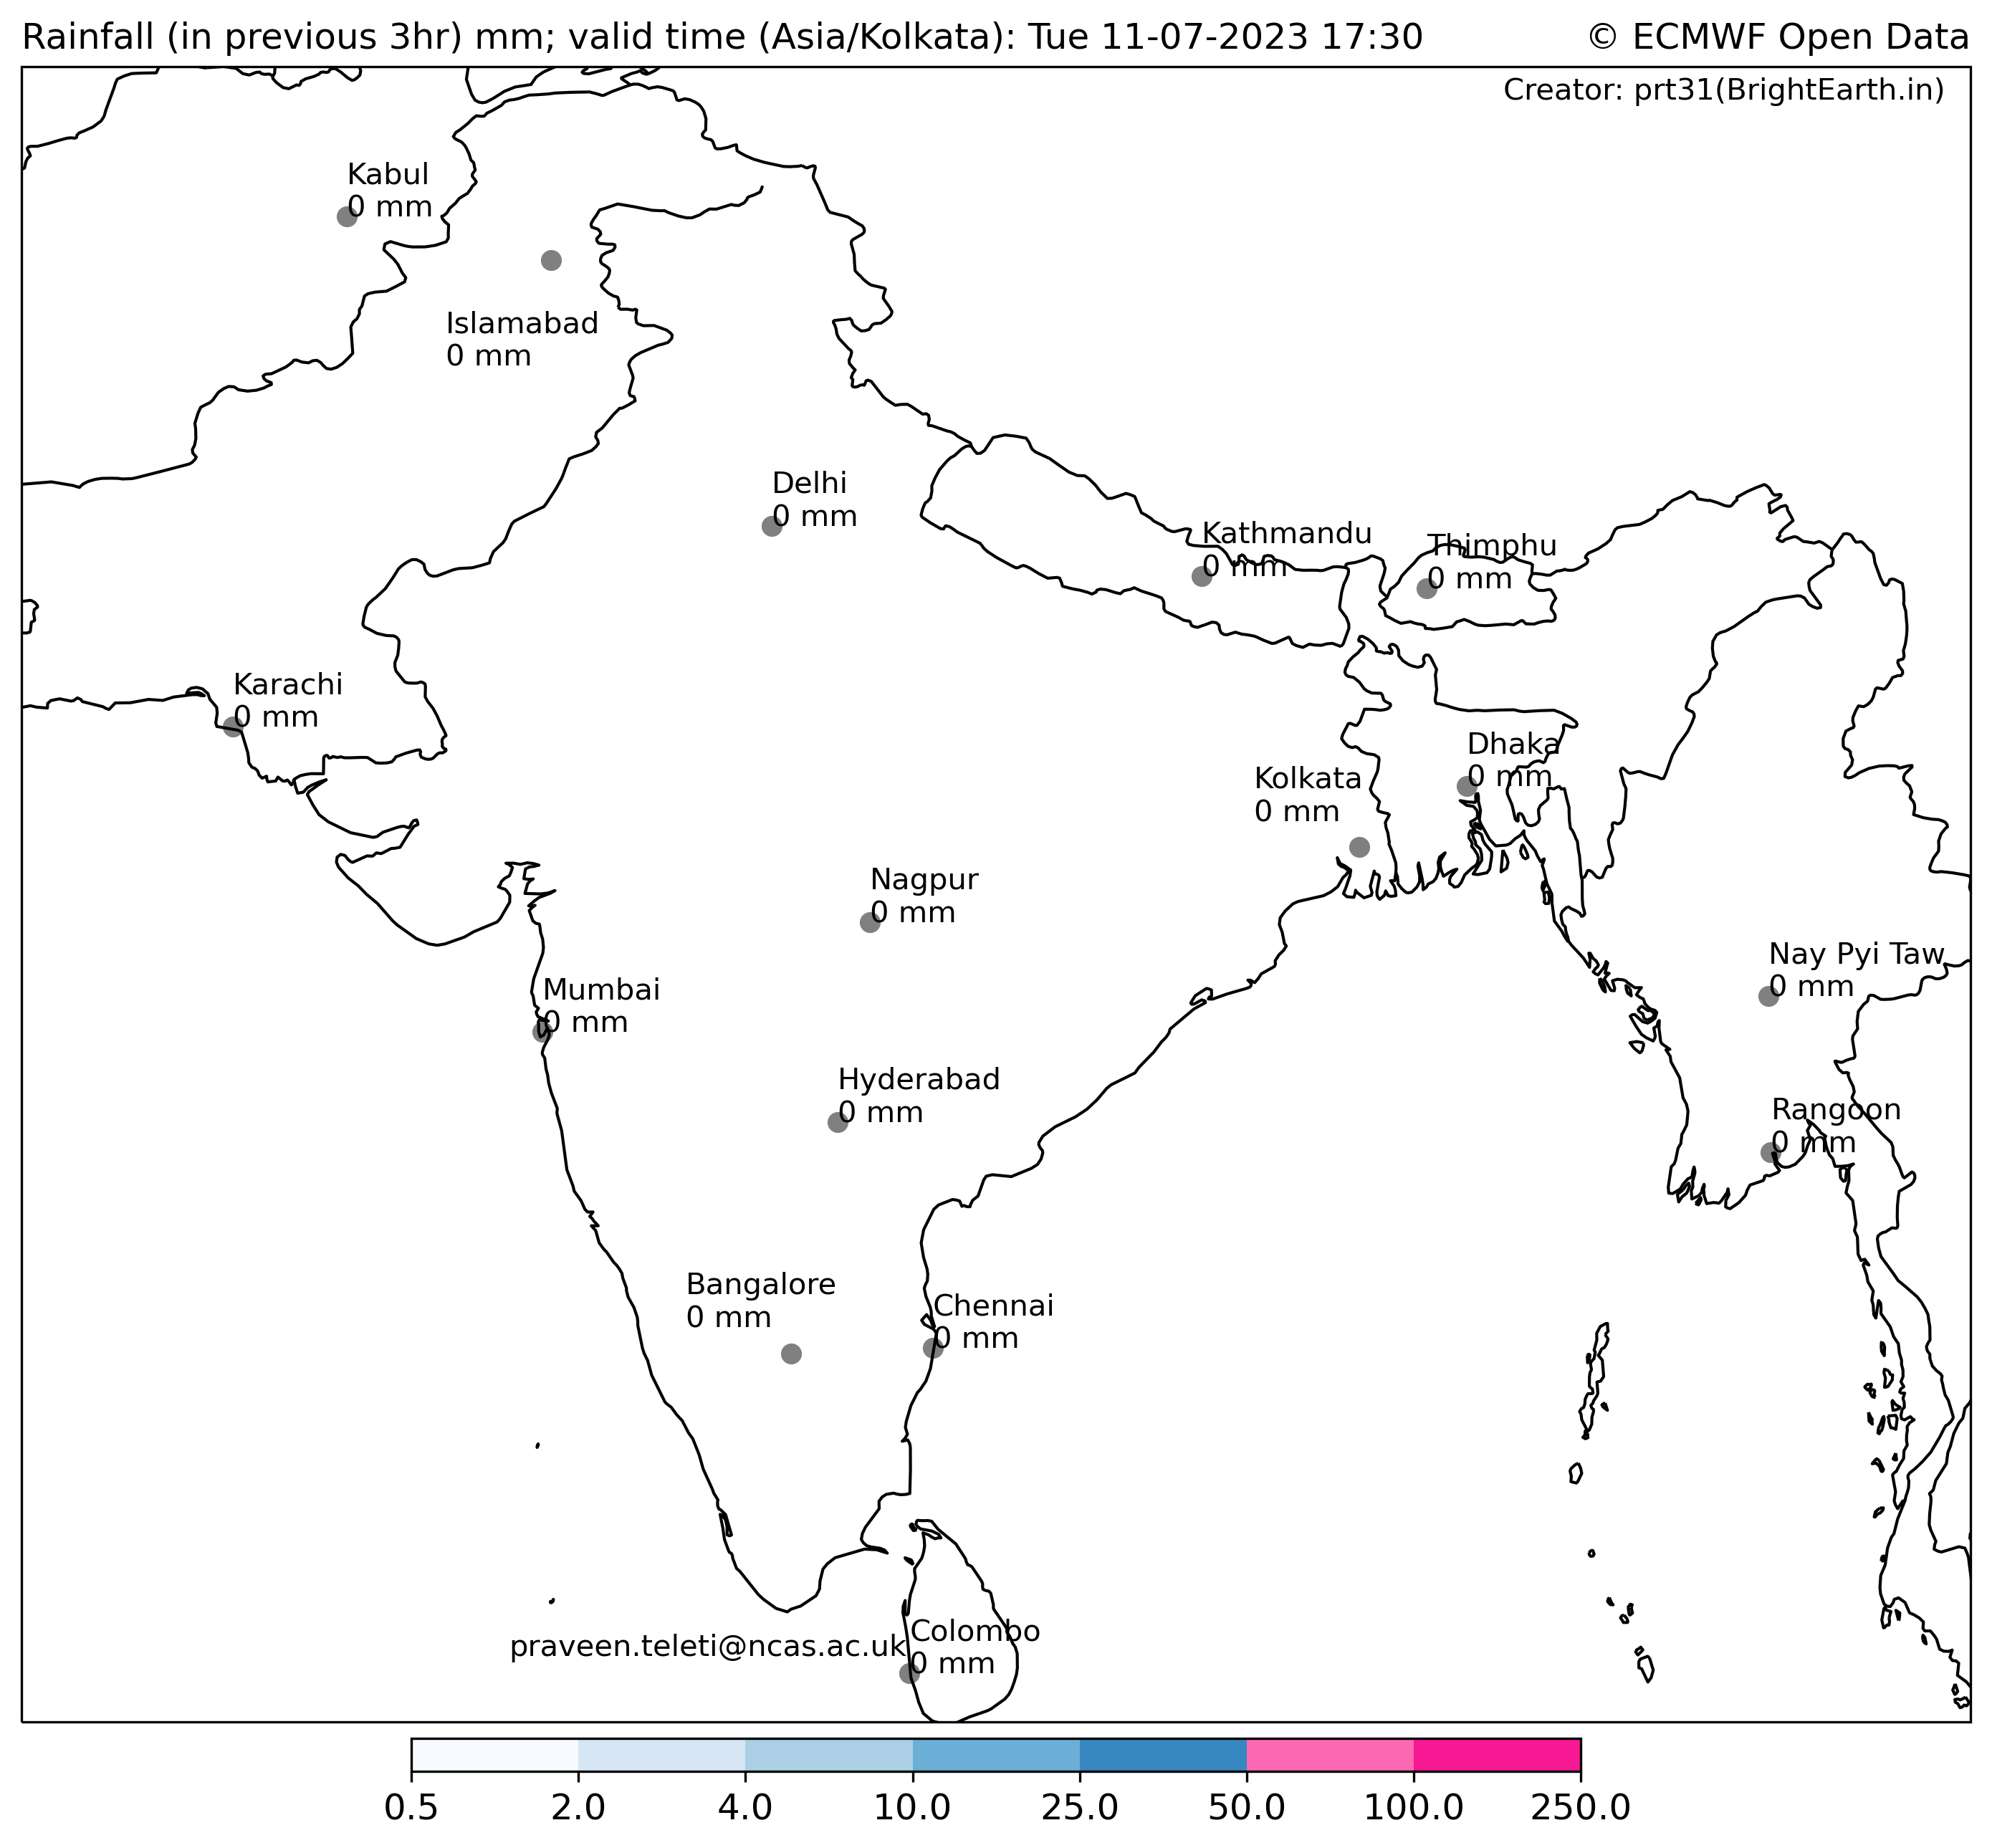 Rainfall (in previous 3hr) mm; valid time (Asia/Kolkata): Tue 11-07-2023 17:30 © ECMWF Open Data
Creator: prt31(BrightEarth.in)
Kabul
0 mm
Islamabad
0 mm
Delhi
0 mm
Kathmandu
0 mm
Thimphu
0 mm
Karachi
0 mm
Dhaka
0 mm
Kolkata
0 mm
Nagpur
0 mm
Nay Pyi Taw
0 mm
Mumbai
0 mm
Hyderabad
0 mm
Rangoon
0 mm
Bangalore
0 mm
Chennai
0 mm
Colombo
0 mm
praveen.teleti@ncas.ac.uk
0.5 2.0 4.0 10.0 25.0 50.0 100.0 250.0